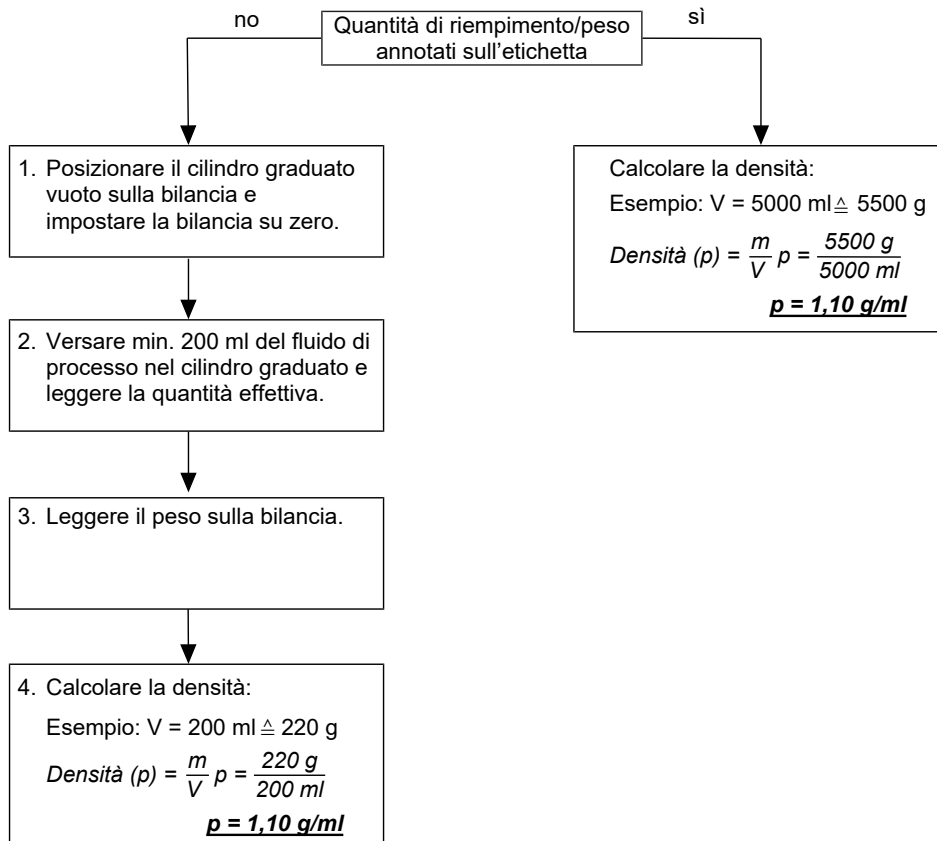 no
Quantità di riempimento/peso
annotati sull'etichetta
sì
1. Posizionare il cilindro graduato
vuoto sulla bilancia e
impostare la bilancia su zero.
2. Versare min. 200 ml del fluido di
processo nel cilindro graduato e
leggere la quantità effettiva.
3. Leggere il peso sulla bilancia.
4. Calcolare la densità:
Esempio: V = 200 ml ≙ 220 g
Densità (p) = m/V p = 220 g/200 ml
p = 1,10 g/ml
Calcolare la densità:
Esempio: V = 5000 ml ≙ 5500 g
Densità (p) = m/V p = 5500 g/5000 ml
p = 1,10 g/ml